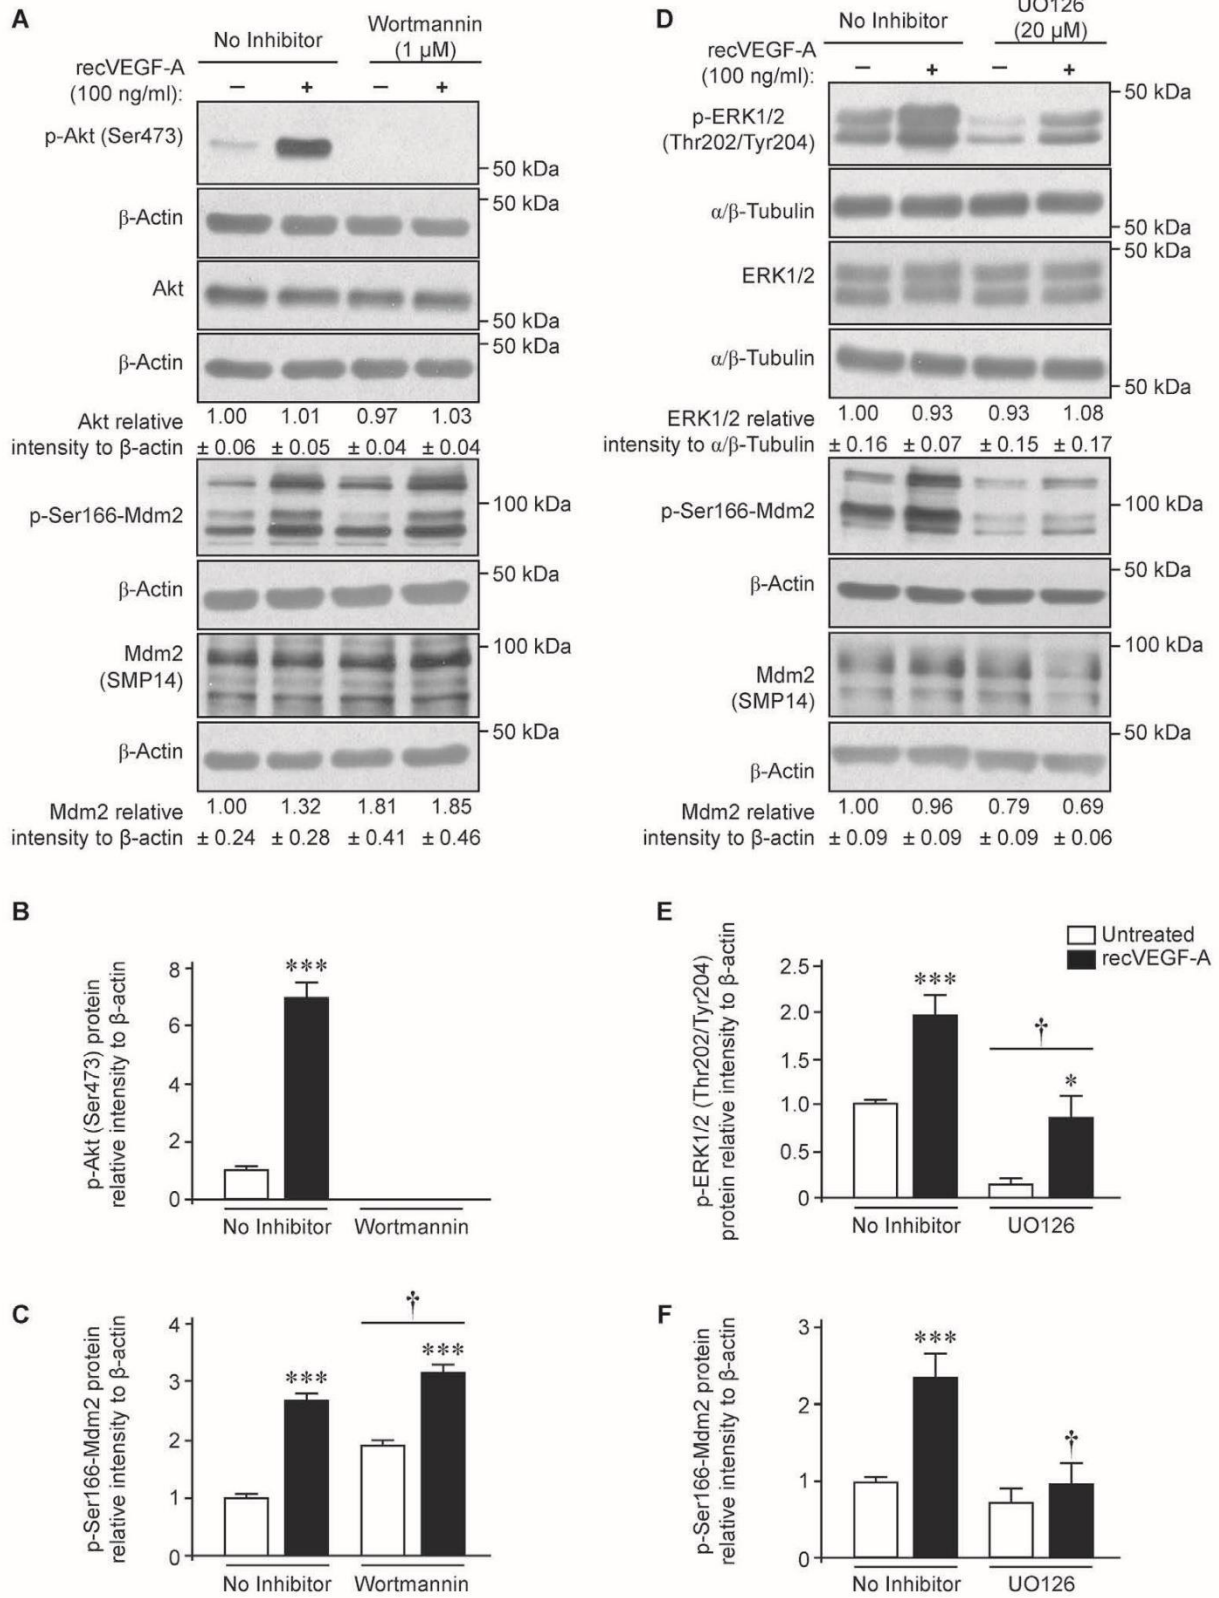 A
No Inhibitor
Wortmannin
(1 µM)
recVEGF-A
(100 ng/ml):
– + – +
p-Akt (Ser473)
50 kDa
β-Actin
50 kDa
Akt
50 kDa
β-Actin
50 kDa
Akt relative 1.00 1.01 0.97 1.03
intensity to β-actin ± 0.06 ± 0.05 ± 0.04 ± 0.04
p-Ser166-Mdm2
100 kDa
β-Actin
50 kDa
Mdm2
(SMP14)
100 kDa
β-Actin
50 kDa
Mdm2 relative 1.00 1.32 1.81 1.85
intensity to β-actin ± 0.24 ± 0.28 ± 0.41 ± 0.46
D
No Inhibitor
UO126
(20 µM)
recVEGF-A
(100 ng/ml):
– + – +
p-ERK1/2
(Thr202/Tyr204)
50 kDa
α/β-Tubulin
50 kDa
ERK1/2
50 kDa
α/β-Tubulin
50 kDa
ERK1/2 relative 1.00 0.93 0.93 1.08
intensity to α/β-Tubulin ± 0.16 ± 0.07 ± 0.15 ± 0.17
p-Ser166-Mdm2
100 kDa
β-Actin
50 kDa
Mdm2
(SMP14)
100 kDa
β-Actin
50 kDa
Mdm2 relative 1.00 0.96 0.79 0.69
intensity to β-actin ± 0.09 ± 0.09 ± 0.09 ± 0.06
B
p-Akt (Ser473) protein
relative intensity to β-actin
8
6
4
2
0
***
No Inhibitor
Wortmannin
E
p-ERK1/2 (Thr202/Tyr204)
protein relative intensity to β-actin
2.5
2.0
1.5
1.0
0.5
0
***
†
*
No Inhibitor
UO126
Untreated
recVEGF-A
C
p-Ser166-Mdm2 protein
relative intensity to β-actin
4
3
2
1
0
***
†
***
No Inhibitor
Wortmannin
F
p-Ser166-Mdm2 protein
relative intensity to β-actin
3
2
1
0
***
†
No Inhibitor
UO126